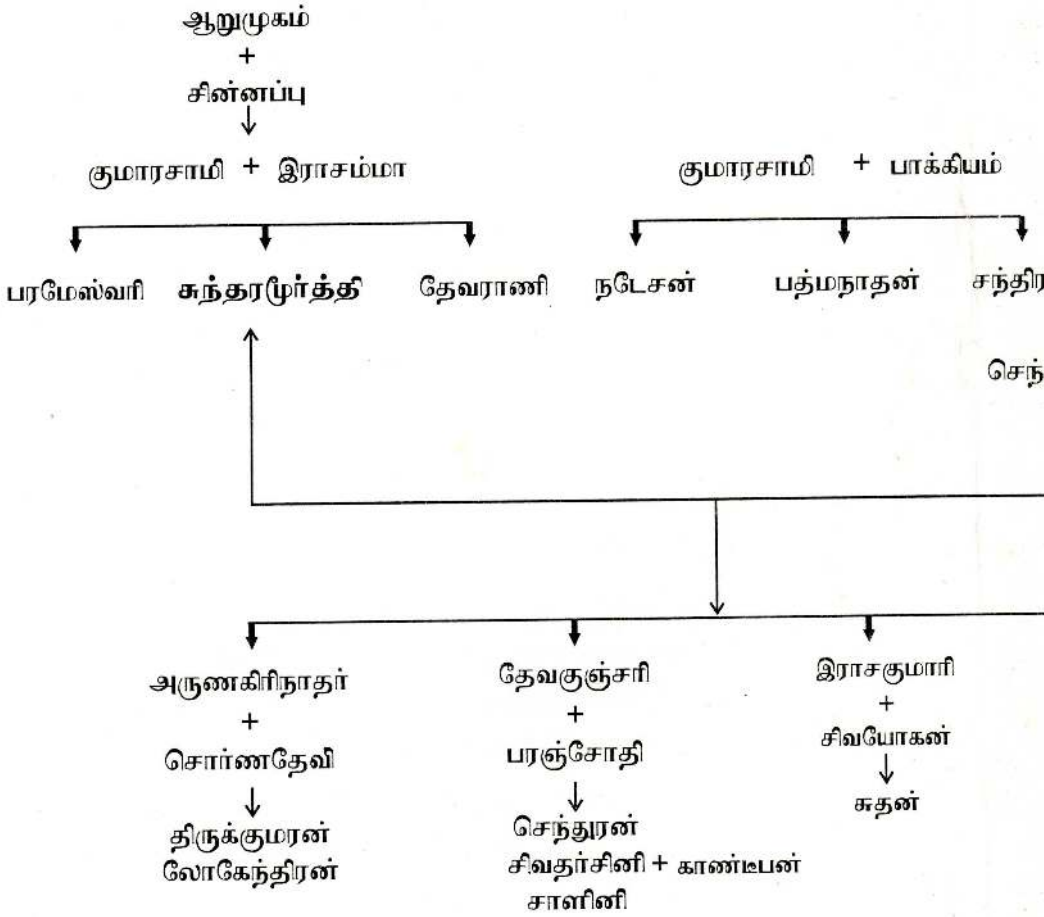 ஆறுமுகம்
+
சின்னப்பு
குமாரசாமி + இராசம்மா
குமாரசாமி + பாக்கியம்
பரமேஸ்வரி சுந்தரமூர்த்தி தேவராணி நடேசன் பத்மநாதன் சந்திர
செந்
அருணகிரிநாதர்
+
சொர்ணதேவி
திருக்குமரன்
லோகேந்திரன்
தேவகுஞ்சரி
+
பரஞ்சோதி
செந்துரன்
சிவதர்சினி + காண்டீபன்
சாளினி
இராசகுமாரி
+
சிவயோகன்
சுதன்